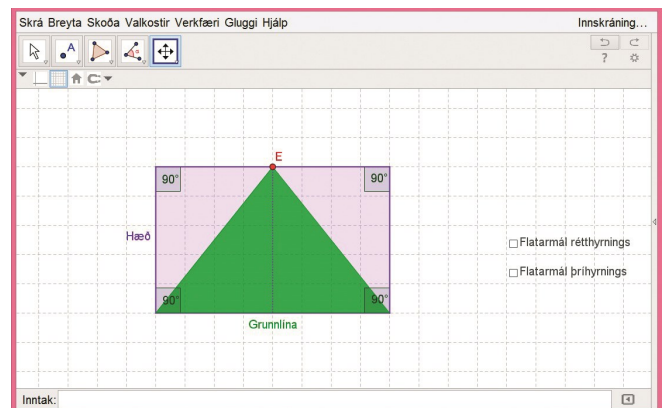 Skrá Breyta Skoða Valkostir Verkfæri Gluggi Hjálp Innskráning...
A
α
?
E
90° 90°
Hæð
Flatarmál rétthyrnings
Flatarmál þríhyrnings
90° 90°
Grunnlína
Inntak: